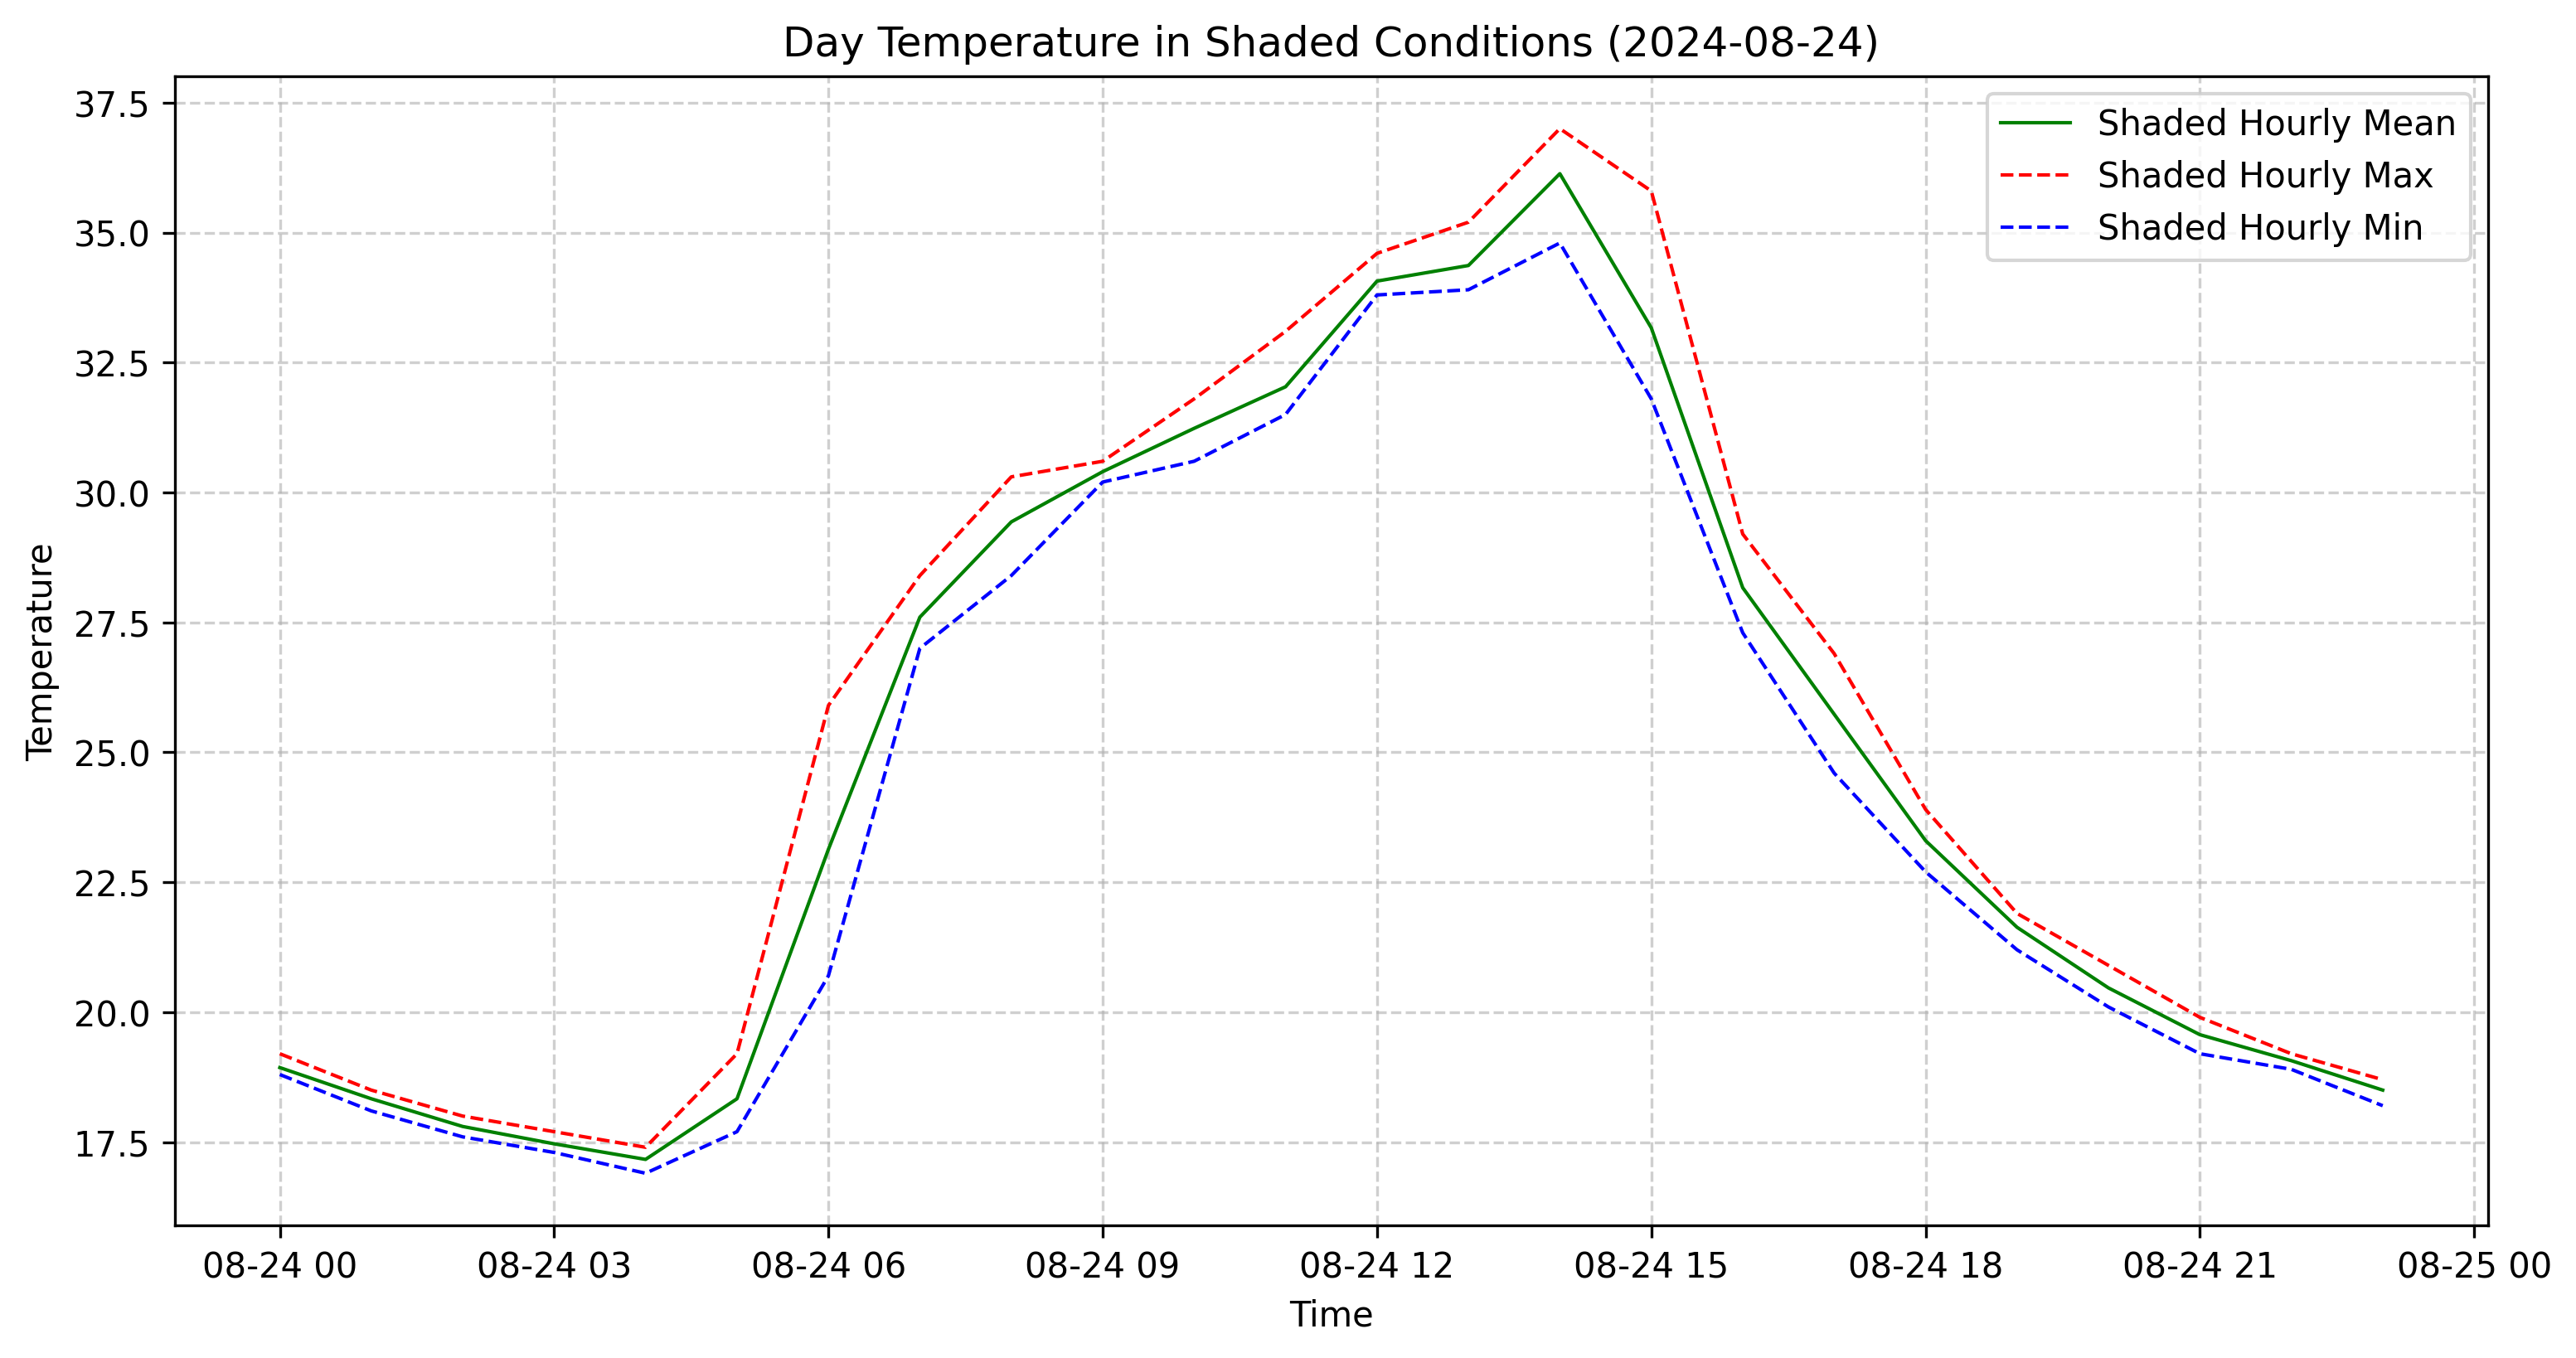 Day Temperature in Shaded Conditions (2024-08-24)
37.5
35.0
32.5
30.0
27.5
25.0
22.5
20.0
17.5
Temperature
Shaded Hourly Mean
Shaded Hourly Max
Shaded Hourly Min
08-24 00 08-24 03 08-24 06 08-24 09 08-24 12 08-24 15 08-24 18 08-24 21 08-25 00
Time